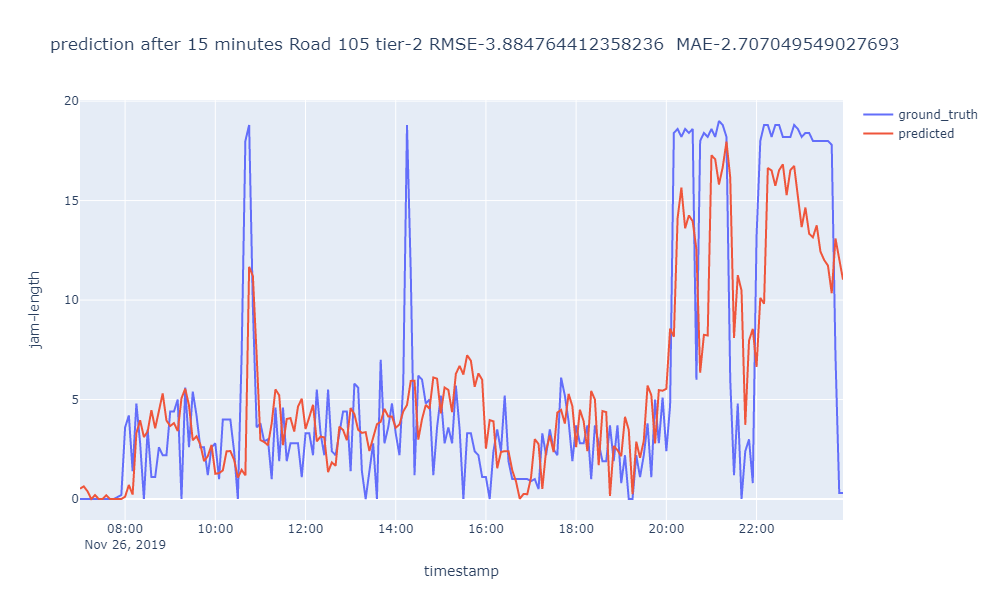 prediction after 15 minutes Road 105 tier-2 RMSE-3.884764412358236  MAE-2.707049549027693
ground_truth
predicted
20
15
10
5
0
jam-length
08:00 10:00 12:00 14:00 16:00 18:00 20:00 22:00
Nov 26, 2019
timestamp